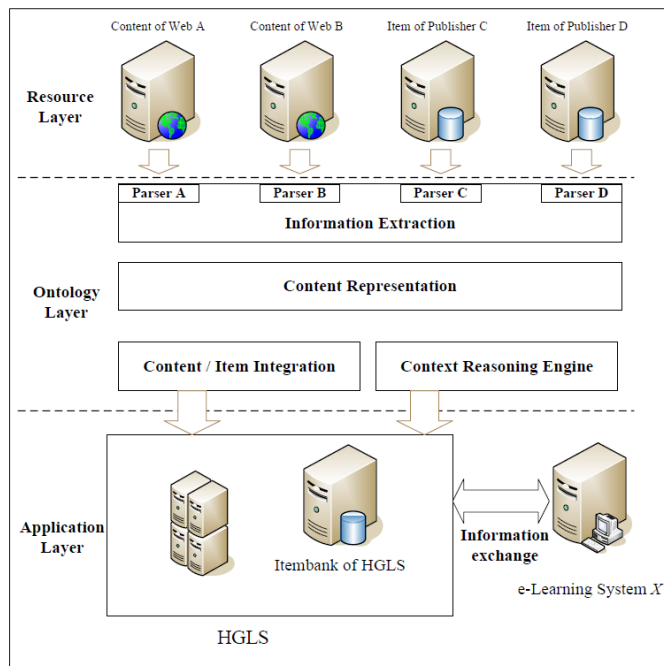 Content of Web A
Content of Web B
Item of Publisher C
Item of Publisher D
Resource
Layer
Parser A
Parser B
Parser C
Parser D
Information Extraction
Ontology
Layer
Content Representation
Content / Item Integration
Context Reasoning Engine
Application
Layer
Itembank of HGLS
Information
exchange
e-Learning System X
HGLS